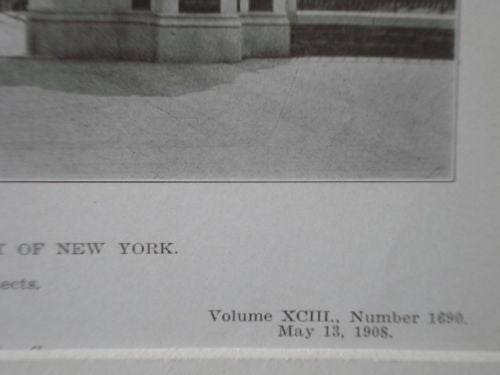 Y OF NEW YORK.
ects.
Volume XCIII., Number 1690.
May 13, 1908.